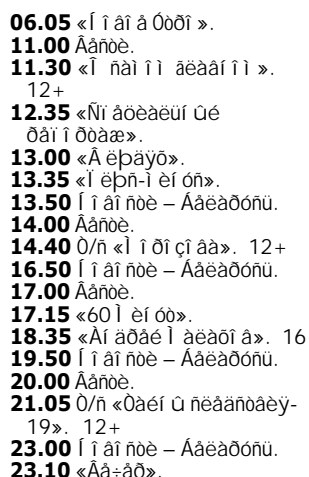 06.05 «Í î âî å Óòðî ».
11.00 Âåñòè.
11.30 «Î ñàì î ì ãëàâí î ì ».
12+
12.35 «Ñï åöèàëüí ûé
ðåï î ðòàæ».
13.00 «Â ëþäÿõ».
13.35 «Ï ëþñ-ì èí óñ».
13.50 Í î âî ñòè – Áåëàðóñü.
14.00 Âåñòè.
14.40 Ò/ñ «Ì î ðî çî âà». 12+
16.50 Í î âî ñòè – Áåëàðóñü.
17.00 Âåñòè.
17.15 «60 Ì èí óò».
18.35 «Àí äðåé Ì àëàõî â». 16
19.50 Í î âî ñòè – Áåëàðóñü.
20.00 Âåñòè.
21.05 Ò/ñ «Òàéí û ñëåäñòâèÿ-
19». 12+
23.00 Í î âî ñòè – Áåëàðóñü.
23.10 «Âå÷åð».